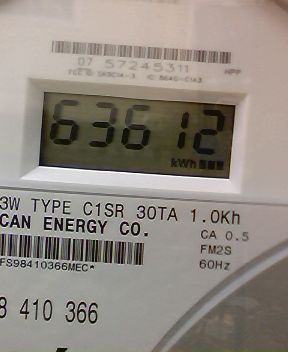 07 57245311
63612
kWh
3W TYPE C1SR 30TA 1.0Kh
CAN ENERGY CO.
CA 0.5
FM2S
FS98410366MEC*
60Hz
8 410 366